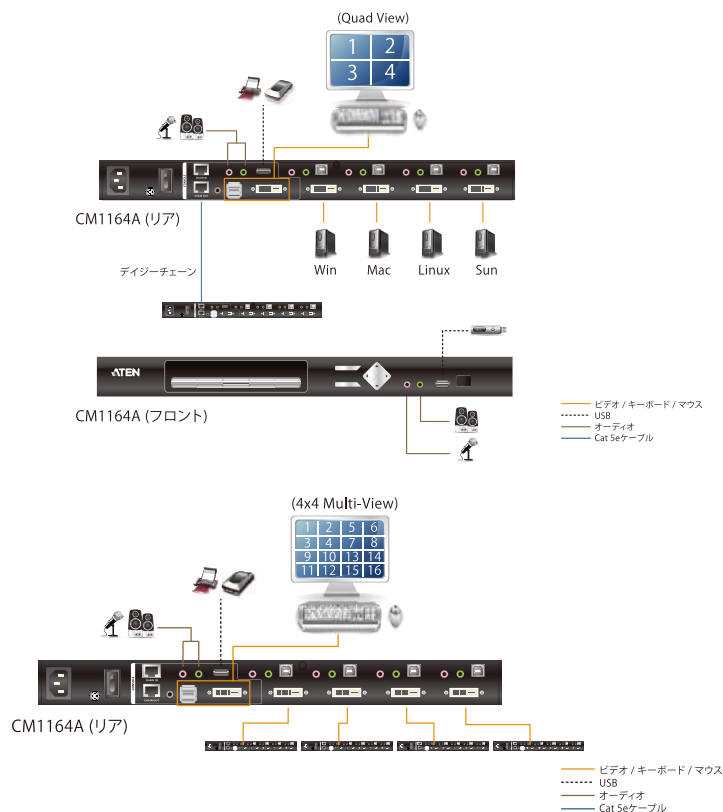 (Quad View)
1 2
3 4
CM1164A (リア)
Win Mac Linux Sun
デイジーチェーン
ATEN
CM1164A (フロント)
ビデオ / キーボード / マウス
USB
オーディオ
Cat 5eケーブル
(4x4 Multi-View)
1 2 5 6
3 4 7 8
9 10 13 14
11 12 15 16
CM1164A (リア)
ビデオ / キーボード / マウス
USB
オーディオ
Cat 5eケーブル